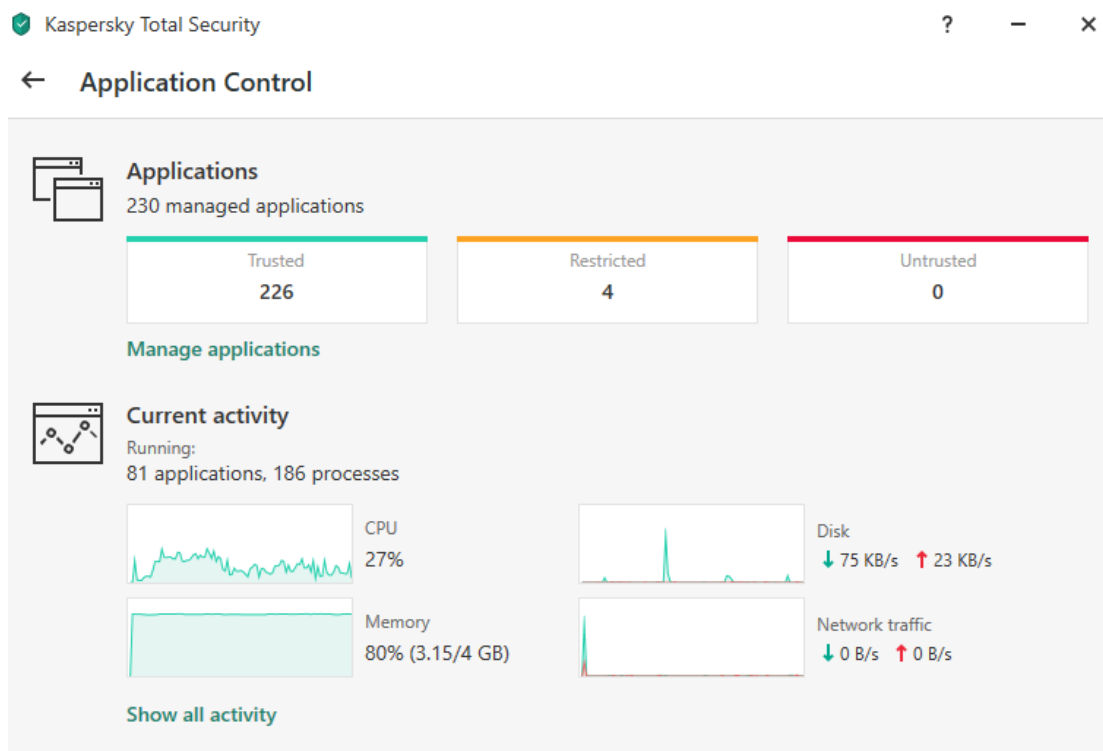 Kaspersky Total Security ?
Application Control
Applications
230 managed applications
Trusted Restricted Untrusted
226 4 0
Manage applications
Current activity
Running:
81 applications, 186 processes
CPU
27%
Disk
↓ 75 KB/s ↑ 23 KB/s
Memory
80% (3.15/4 GB)
Network traffic
↓ 0 B/s ↑ 0 B/s
Show all activity